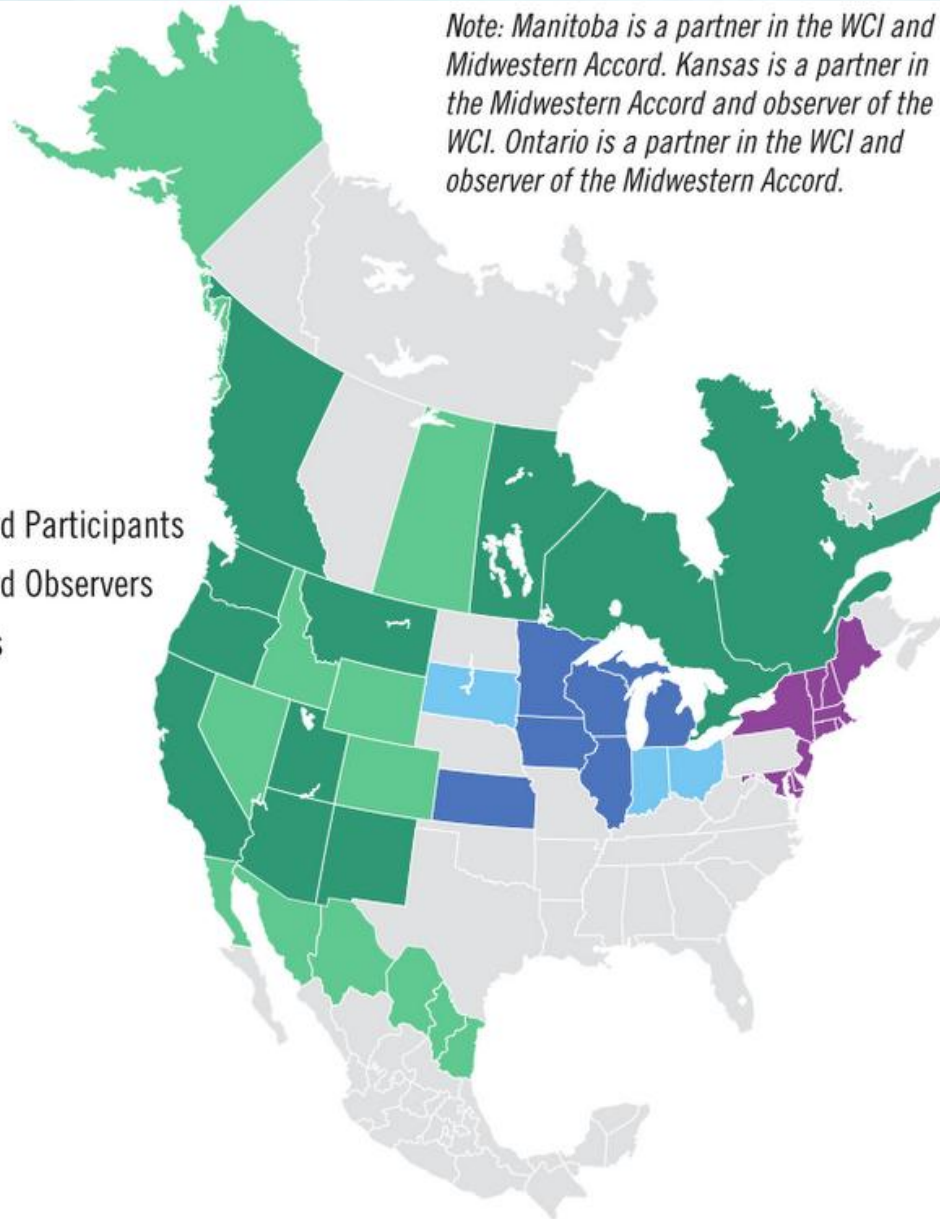 Note: Manitoba is a partner in the WCI and
Midwestern Accord. Kansas is a partner in
the Midwestern Accord and observer of the
WCI. Ontario is a partner in the WCI and
observer of the Midwestern Accord.
d Participants
d Observers
s